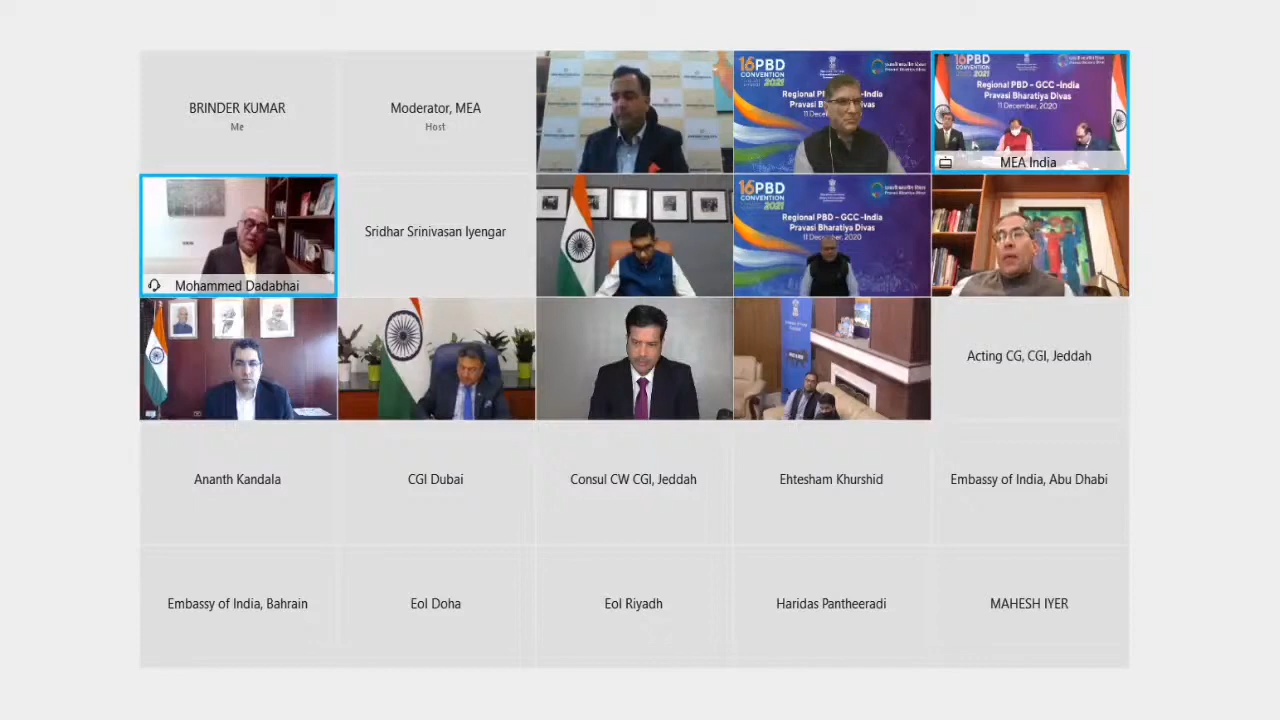 BRINDER KUMAR
Me
Moderator, MEA
Host
16PBD
CONVENTION
2021
Regional PBD - GCC-India
Pravasi Bharatiya Divas
11 December, 2020
MEA India
Mohammed Dadabhai
Sridhar Srinivasan Iyengar
16PBD
CONVENTION
2021
Regional PBD - GCC-India
Pravasi Bharatiya Divas
11 December, 2020
Acting CG, CGI, Jeddah
Ananth Kandala
CGI Dubai
Consul CW CGI, Jeddah
Ehtesham Khurshid
Embassy of India, Abu Dhabi
Embassy of India, Bahrain
EoI Doha
EoI Riyadh
Haridas Pantheeradi
MAHESH IYER